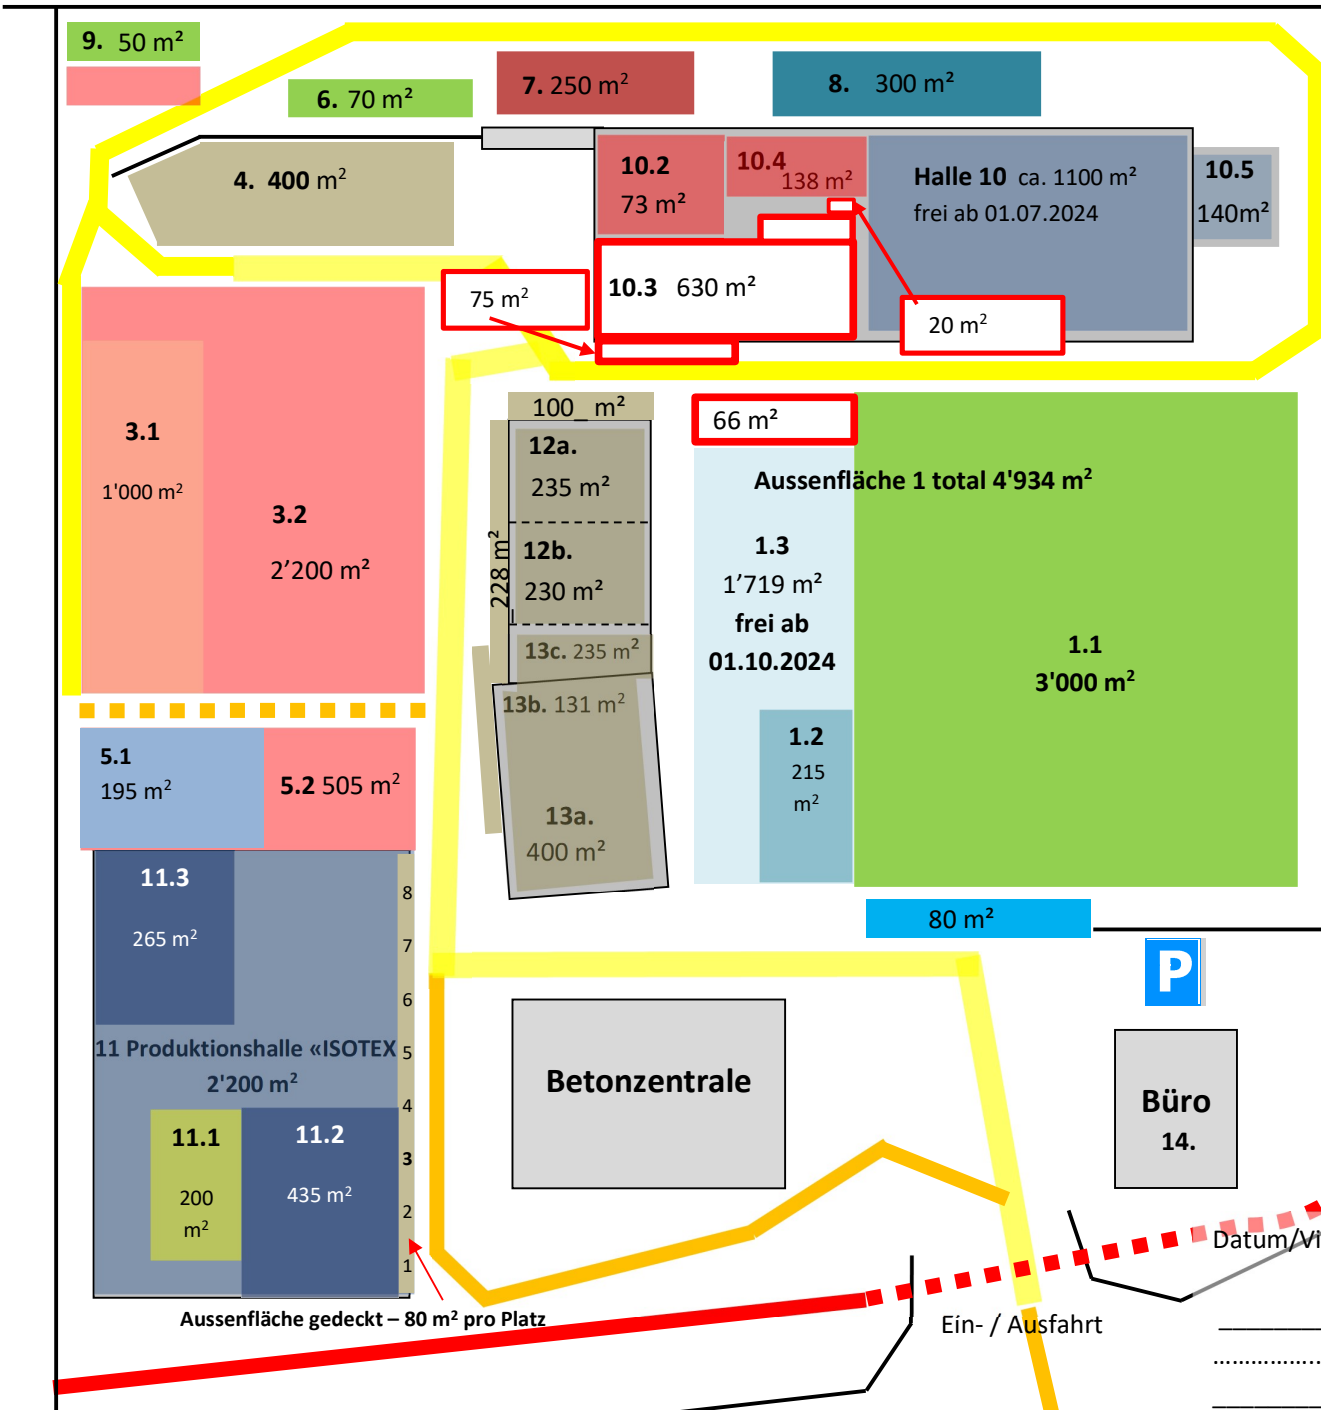 9. 50 m²
6. 70 m²
7. 250 m²
8. 300 m²
4. 400 m²
10.2
73 m²
10.4
138 m²
Halle 10 ca. 1100 m²
frei ab 01.07.2024
10.5
140m²
75 m²
10.3 630 m²
20 m²
3.1
1'000 m²
3.2
2’200 m²
100_ m²
12a.
235 m²
12b.
230 m²
228 m²
13c. 235 m²
13b. 131 m²
13a.
400 m²
66 m²
Aussenfläche 1 total 4'934 m²
1.3
1’719 m²
frei ab
01.10.2024
1.1
3'000 m²
1.2
215
m²
5.1
195 m²
5.2 505 m²
80 m²
P
11.3
265 m²
8
7
6
5
4
3
2
1
11 Produktionshalle «ISOTEX
2'200 m²
11.1
200
m²
11.2
435 m²
Betonzentrale
Büro
14.
Datum/Vi
Aussenfläche gedeckt – 80 m² pro Platz
Ein- / Ausfahrt